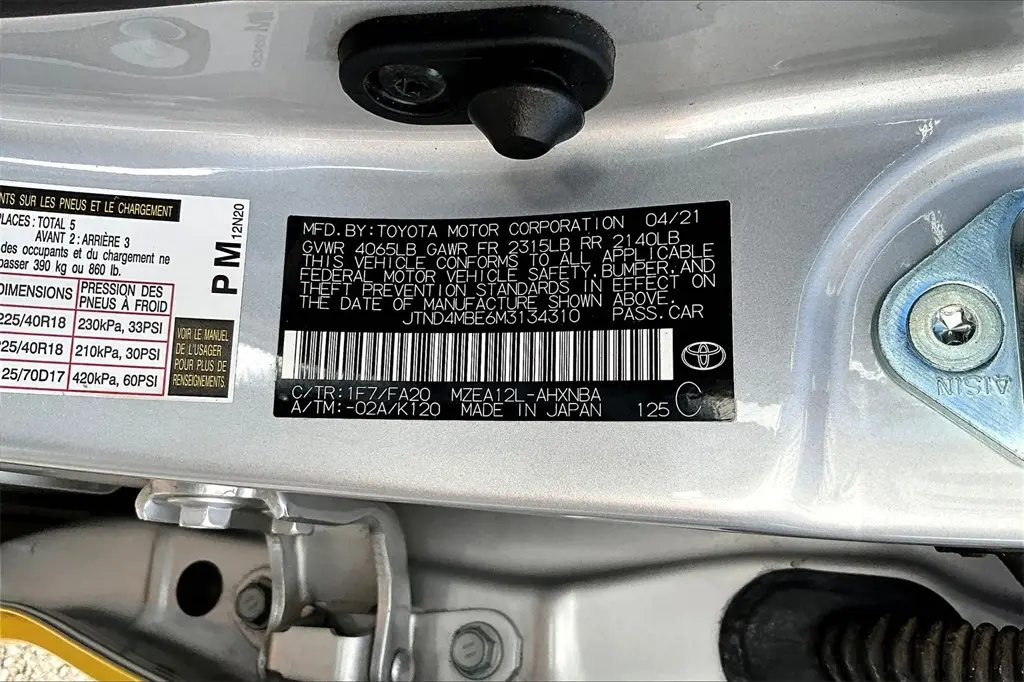 NTS SUR LES PNEUS ET LE CHARGEMENT
PLACES: TOTAL 5
AVANT 2: ARRIÈRE 3
des occupants et du chargement ne
passer 390 kg ou 860 lb.
DIMENSIONS PRESSION DES PNEUS À FROID
225/40R18 230kPa, 33PSI
225/40R18 210kPa, 30PSI
125/70D17 420kPa, 60PSI
VOIR LE MANUEL
DE L'USAGER
POUR PLUS DE
RENSEIGNEMENTS.
PM
12N20
MFD.BY:TOYOTA MOTOR CORPORATION 04/21
GVWR 4065LB GAWR FR 2315LB RR 2140LB
THIS VEHICLE CONFORMS TO ALL APPLICABLE
FEDERAL MOTOR VEHICLE SAFETY,BUMPER,AND
THEFT PREVENTION STANDARDS IN EFFECT ON
THE DATE OF MANUFACTURE SHOWN ABOVE.
JTND4MBE6M3134310 PASS.CAR
C/TR:1F7/FA20 MZEA12L-AHXNBA
A/TM:-02A/K120 MADE IN JAPAN 125 C
AISIN